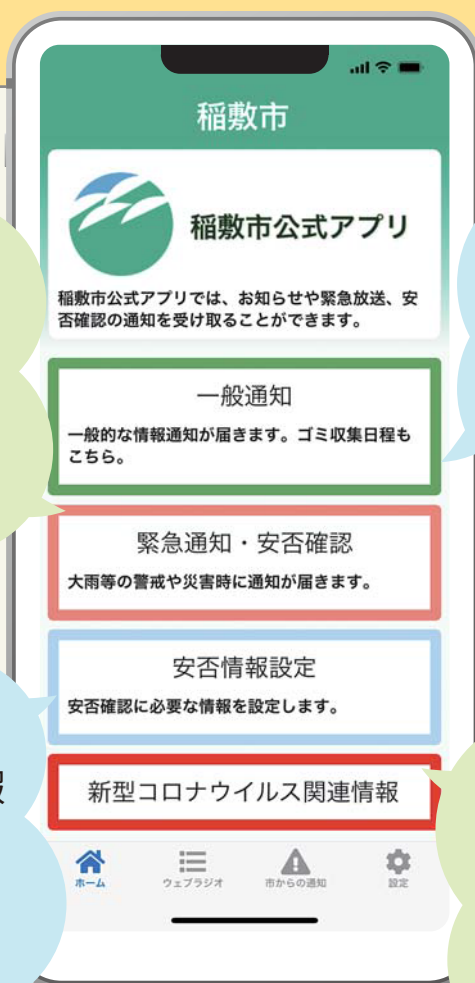 稲敷市
稲敷市公式アプリ
稲敷市公式アプリでは、お知らせや緊急放送、安
否確認の通知を受け取ることができます。
一般通知
一般的な情報通知が届きます。ゴミ収集日程も
こちら。
緊急通知・安否確認
大雨等の警戒や災害時に通知が届きます。
安否情報設定
安否確認に必要な情報を設定します。
報
新型コロナウイルス関連情報
ホーム
ウェブラジオ
市からの通知
設定